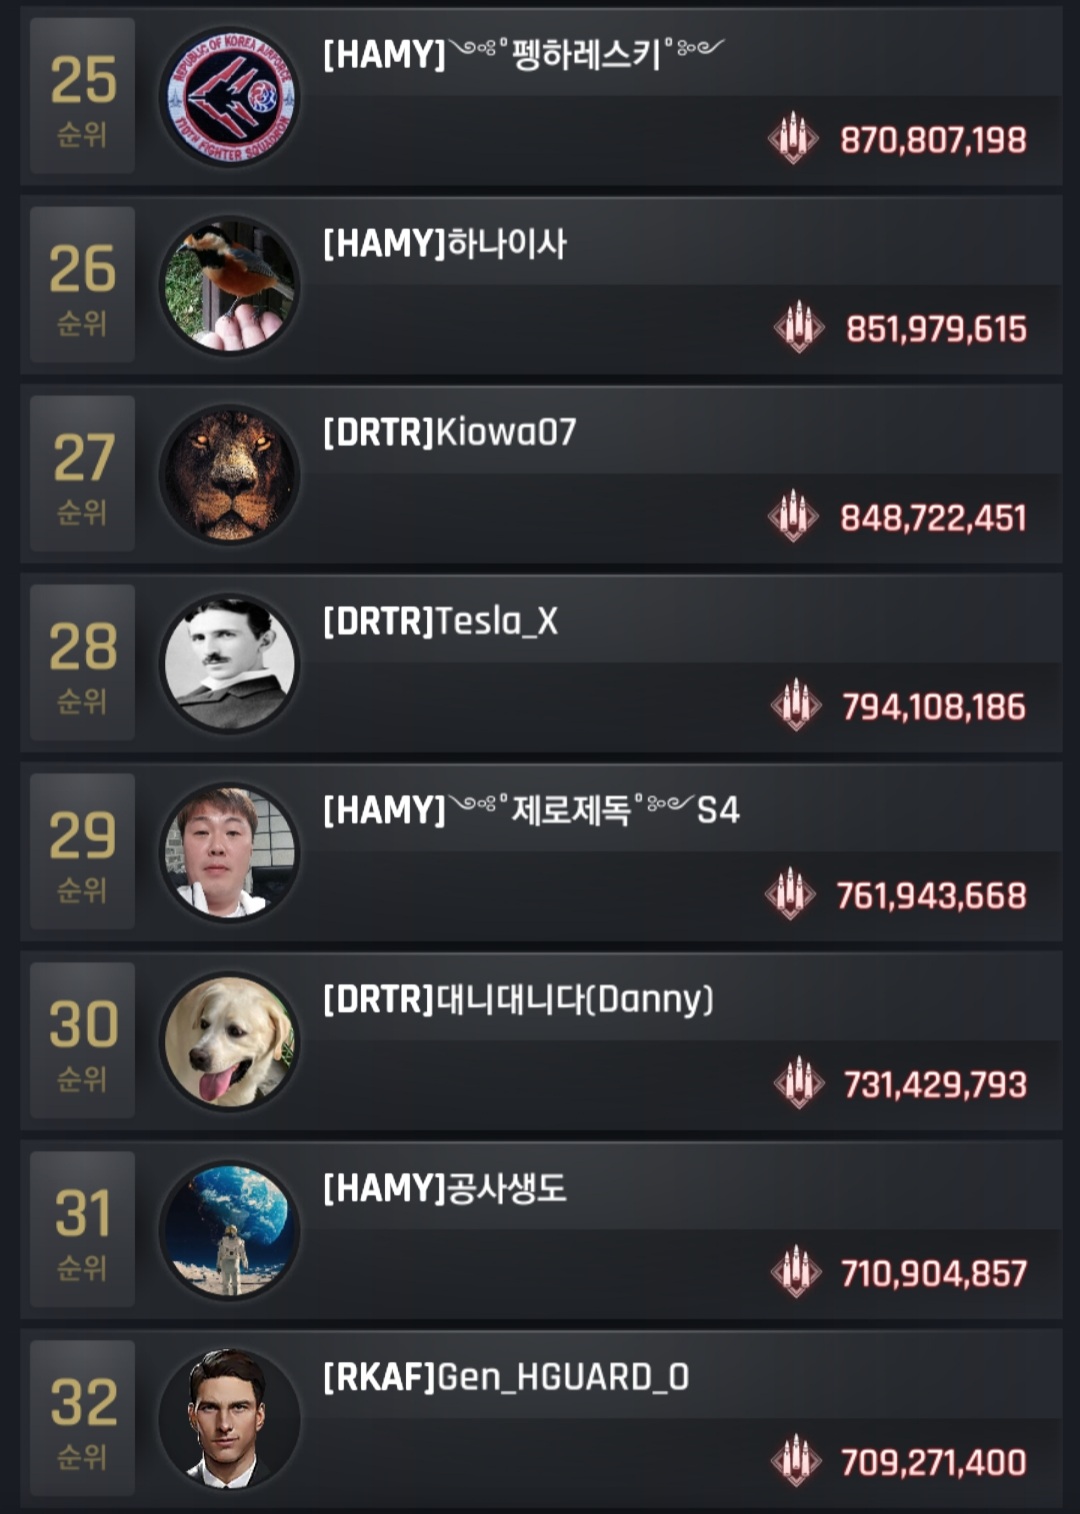 25
순위
REPUBLIC OF KOREA AIRFORCE
110TH FIGHTER SQUADRON
[HAMY]༺ৡۣۜ͜ 펭하레스키
870,807,198
26
순위
[HAMY]하나이사
851,979,615
27
순위
[DRTR]Kiowa07
848,722,451
28
순위
[DRTR]Tesla_X
794,108,186
29
순위
[HAMY]제로제독S4
761,943,668
30
순위
[DRTR]대니대니다(Danny)
731,429,793
31
순위
[HAMY]공사생도
710,904,857
32
순위
[RKAF]Gen_HGUARD_O
709,271,400